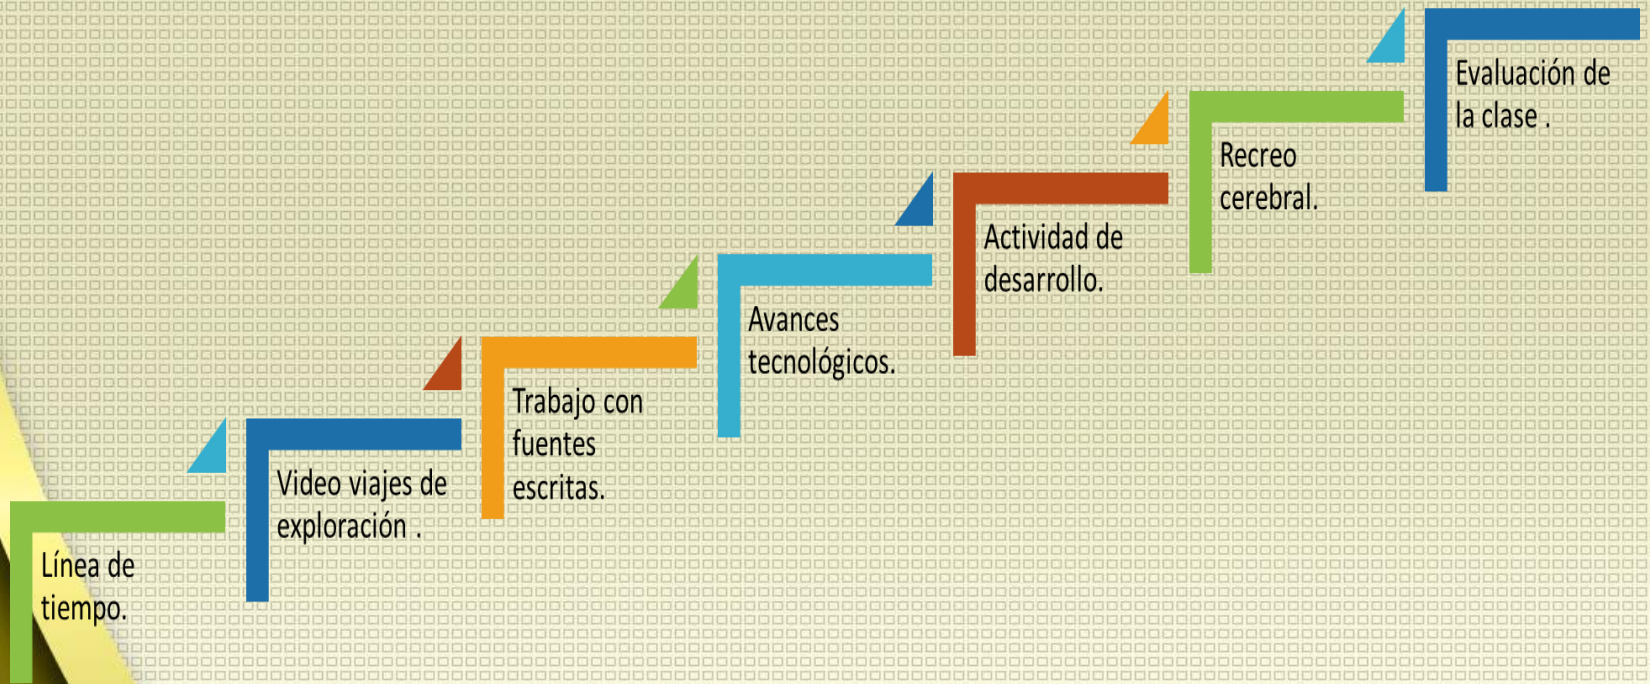 Línea de
tiempo.
Video viajes de
exploración .
Trabajo con
fuentes
escritas.
Avances
tecnológicos.
Actividad de
desarrollo.
Recreo
cerebral.
Evaluación de
la clase .